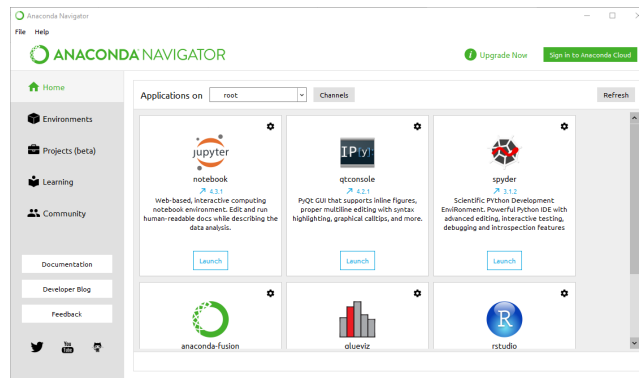 Anaconda Navigator
File Help
ANACONDA NAVIGATOR
i Upgrade Now
Sign in to Anaconda Cloud
Home
Environments
Projects (beta)
Learning
Community
Documentation
Developer Blog
Feedback
You Tube
Applications on root Channels Refresh
jupyter
notebook
4.3.1
Web-based, interactive computing
notebook environment. Edit and run
human-readable docs while describing the
data analysis.
Launch
IP[y]
qtconsole
4.2.1
PyQt GUI that supports inline figures,
proper multiline editing with syntax
highlighting, graphical calltips, and more.
Launch
spyder
3.1.2
Scientific PYthon Development
EnviRonment. Powerful Python IDE with
advanced editing, interactive testing,
debugging and introspection features
Launch
anaconda-fusion
glueviz
R
rstudio